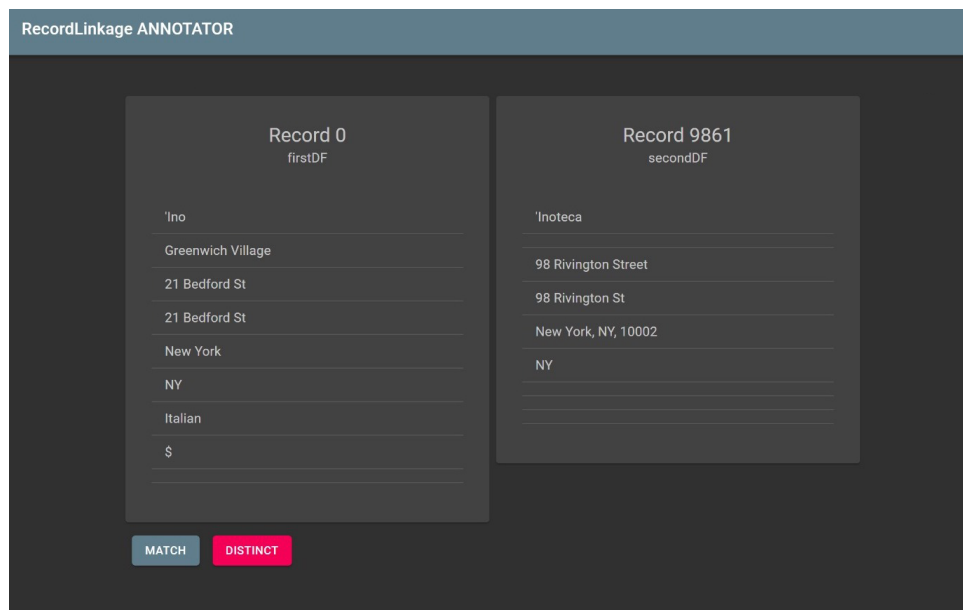 RecordLinkage ANNOTATOR
Record 0
firstDF
'Ino
Greenwich Village
21 Bedford St
21 Bedford St
New York
NY
Italian
$
Record 9861
secondDF
'Inoteca
98 Rivington Street
98 Rivington St
New York, NY, 10002
NY
MATCH
DISTINCT